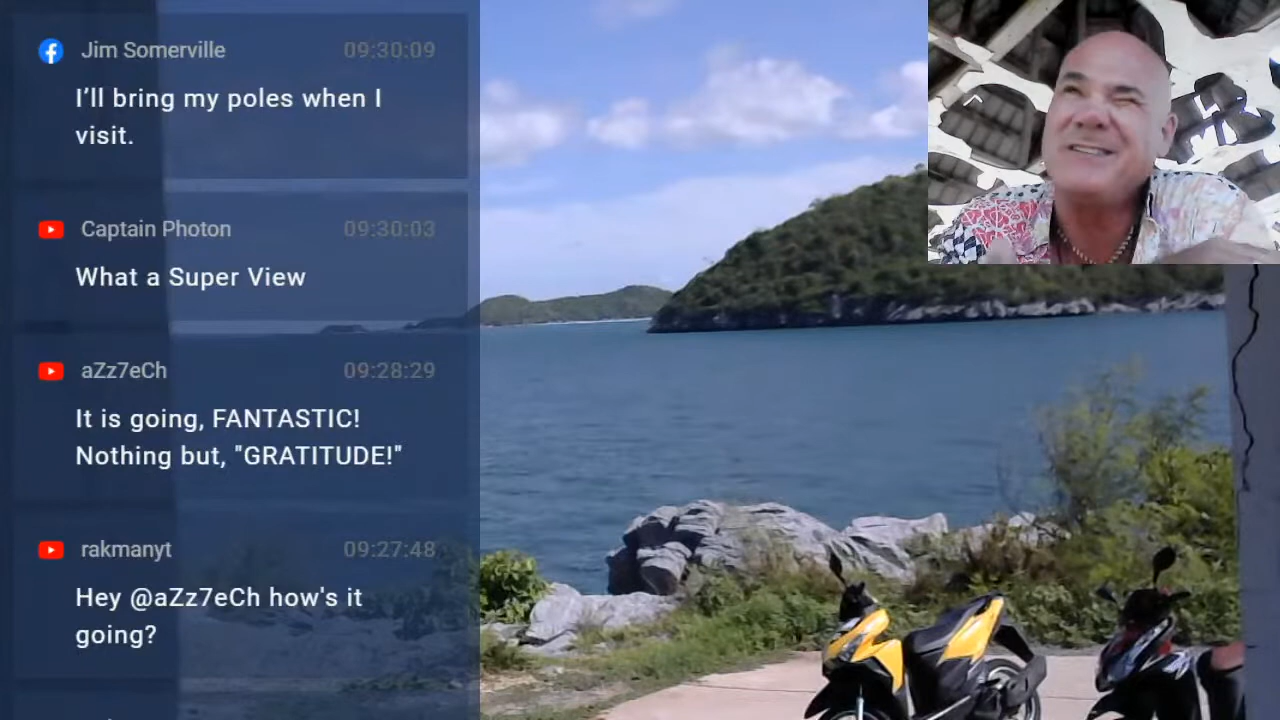 Jim Somerville 09:30:09
I’ll bring my poles when I
visit.
Captain Photon 09:30:03
What a Super View
aZz7eCh 09:28:29
It is going, FANTASTIC!
Nothing but, "GRATITUDE!"
rakmanyt 09:27:48
Hey @aZz7eCh how's it
going?